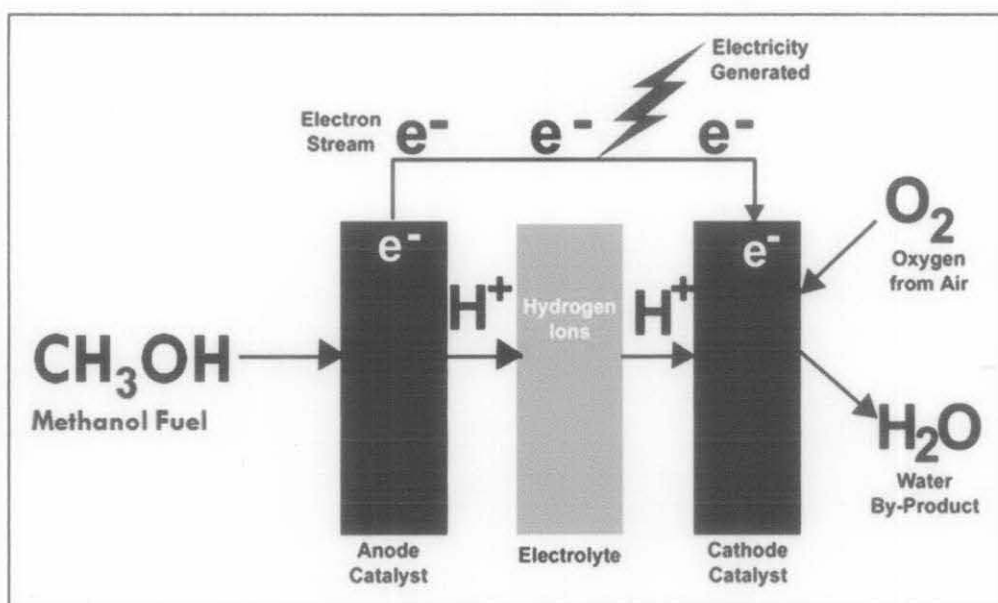 Electricity
Generated
Electron
Stream
e⁻ e⁻ e⁻
e⁻
e⁻
O₂
Oxygen
from Air
H⁺
Hydrogen
Ions
H⁺
CH₃OH
Methanol Fuel
H₂O
Water
By-Product
Anode
Catalyst
Electrolyte
Cathode
Catalyst